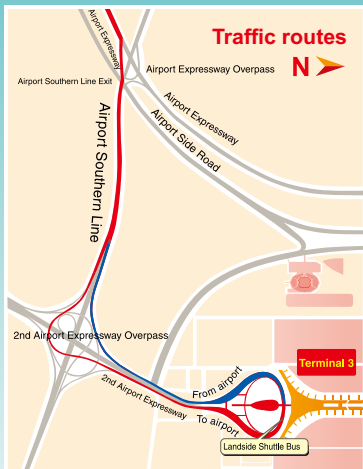 Traffic routes
N
Airport Expressway
Airport Expressway Overpass
Airport Southern Line Exit
Airport Expressway
Airport Side Road
Airport Southern Line
2nd Airport Expressway Overpass
Terminal 3
From airport
2nd Airport Expressway
To airport
Landside Shuttle Bus